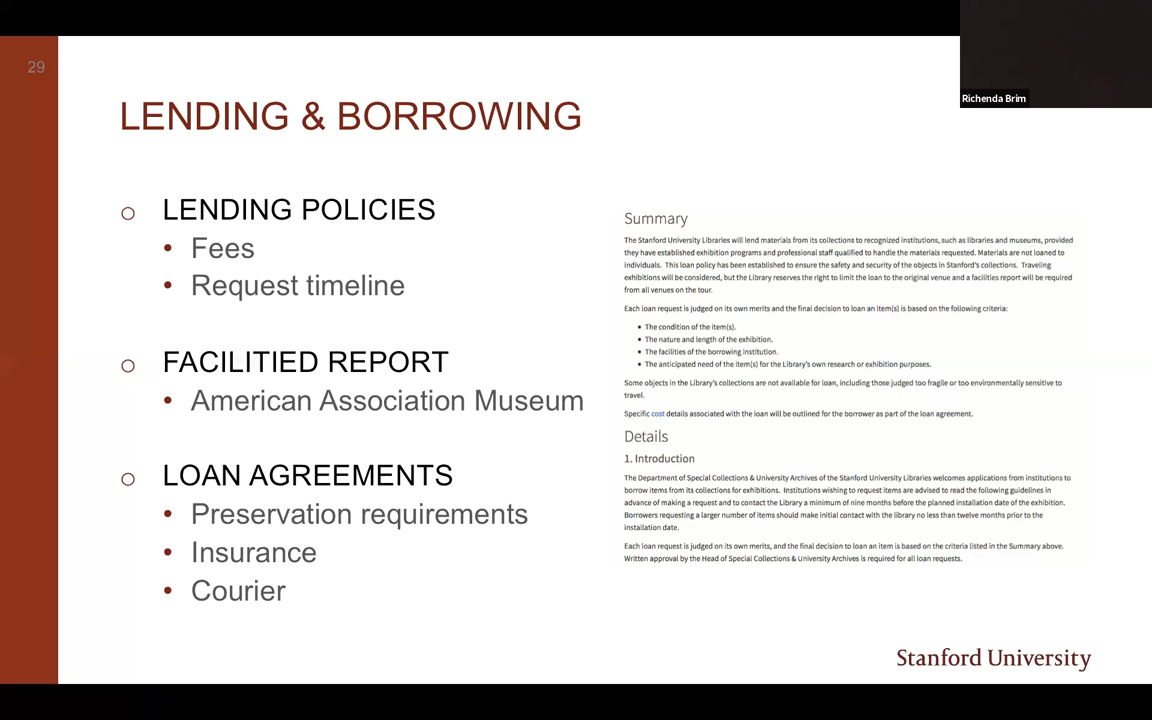 29
Richenda Brim
LENDING & BORROWING
LENDING POLICIES
Fees
Request timeline
FACILITIED REPORT
American Association Museum
LOAN AGREEMENTS
Preservation requirements
Insurance
Courier
Summary
The Stanford University Libraries will lend materials from its collections to recognized institutions, such as libraries and museums, provided
they have established exhibition programs and professional staff qualified to handle the materials requested. Materials are not loaned to
individuals. This loan policy has been established to ensure the safety and security of the objects in Stanford's collections. Traveling
exhibitions will be considered, but the Library reserves the right to limit the loan to the original venue and a facilities report will be required
from all venues on the tour.
Each loan request is judged on its own merits and the final decision to loan an item(s) is based on the following criteria:
The condition of the item(s).
The nature and length of the exhibition.
The facilities of the borrowing institution.
The anticipated need of the item(s) for the Library's own research or exhibition purposes.
Some objects in the Library's collections are not available for loan, including those judged too fragile or too environmentally sensitive to
travel.
Specific cost details associated with the loan will be outlined for the borrower as part of the loan agreement.
Details
1. Introduction
The Department of Special Collections & University Archives of the Stanford University Libraries welcomes applications from institutions to
borrow items from its collections for exhibitions. Institutions wishing to request items are advised to read the following guidelines in
advance of making a request and to contact the Library a minimum of nine months before the planned installation date of the exhibition.
Borrowers requesting a larger number of items should make initial contact with the library no less than twelve months prior to the
installation date.
Each loan request is judged on its own merits, and the final decision to loan an item is based on the criteria listed in the Summary above.
Written approval by the Head of Special Collections & University Archives is required for all loan requests.
Stanford University